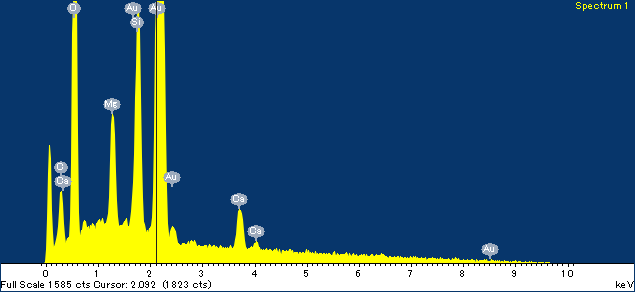 Spectrum 1
O Au Au
Si
Mg
C
Ca Au
Ca
Ca
Au
0 1 2 3 4 5 6 7 8 9 10
Full Scale 1585 cts Cursor: 2.092 (1823 cts) keV